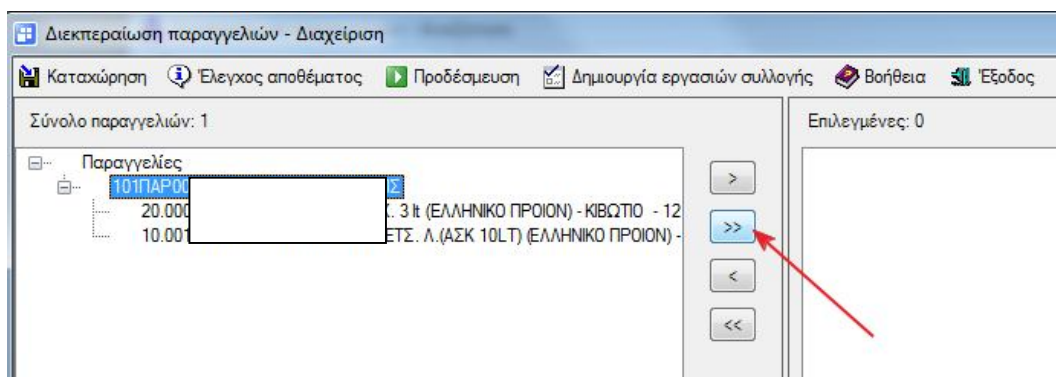 Διεκπεραίωση παραγγελιών - Διαχείριση
Καταχώρηση Έλεγχος αποθέματος Προδέσμευση Δημιουργία εργασιών συλλογής Βοήθεια Έξοδος
Σύνολο παραγγελιών: 1 Επιλεγμένες: 0
Παραγγελίες
>
101ΠΑΡ00
20.000 3 lt (ΕΛΛΗΝΙΚΟ ΠΡΟΙΟΝ) - ΚΙΒΩΤΙΟ - 12
>>
10.001 ΕΤΣ. Λ.(ΑΣΚ 10LT) (ΕΛΛΗΝΙΚΟ ΠΡΟΙΟΝ) -
<
<<